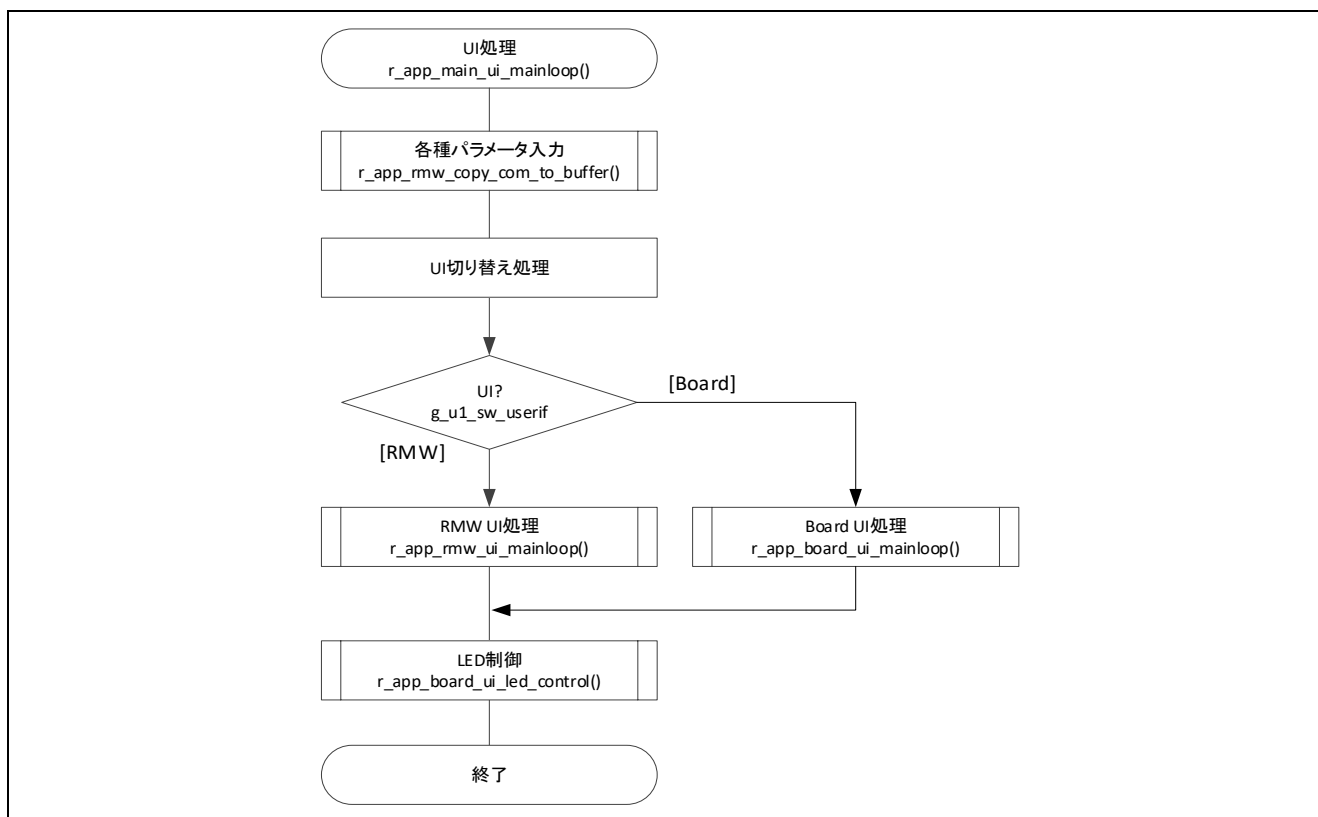 UI処理
r_app_main_ui_mainloop()
各種パラメータ入力
r_app_rmw_copy_com_to_buffer()
UI切り替え処理
UI?
g_u1_sw_userif
[Board]
[RMW]
RMW UI処理
r_app_rmw_ui_mainloop()
Board UI処理
r_app_board_ui_mainloop()
LED制御
r_app_board_ui_led_control()
終了